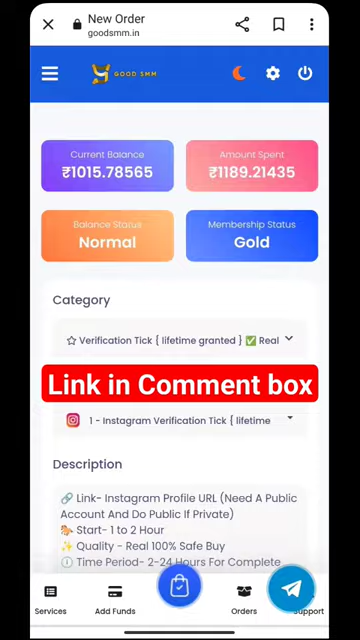 New Order
goodsmm.in
GOOD SMM
Current Balance
₹1015.78565
Amount Spent
₹1189.21435
Balance Status
Normal
Membership Status
Gold
Category
Verification Tick { lifetime granted } ✅ Real
Link in Comment box
1 - Instagram Verification Tick { lifetime
Description
🔗 Link- Instagram Profile URL (Need A Public
Account And Do Public If Private)
🐎 Start- 1 to 2 Hour
✨ Quality - Real 100% Safe Buy
🕛 Time Period- 2-24 Hours For Complete
Services
Add Funds
Orders
Support